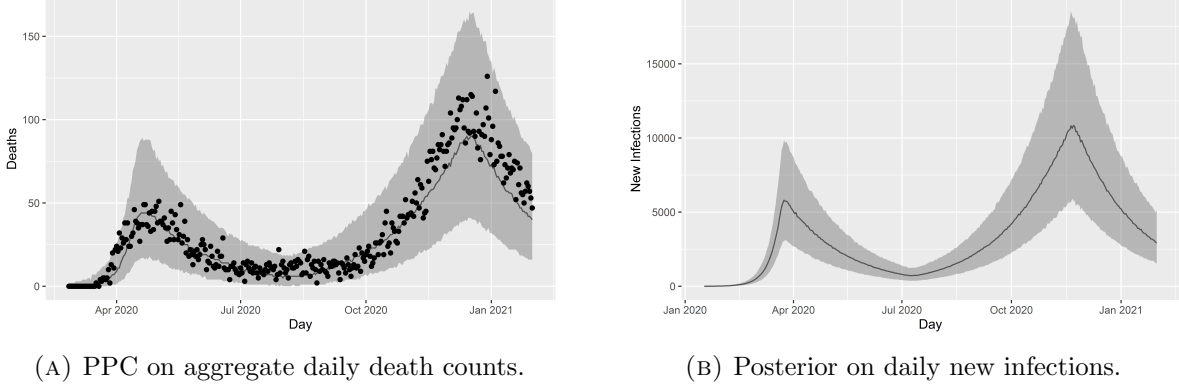 150
100
50
0
Deaths
Apr 2020 Jul 2020 Oct 2020 Jan 2021
Day
(A) PPC on aggregate daily death counts.
15000
10000
5000
0
New Infections
Jan 2020 Apr 2020 Jul 2020 Oct 2020 Jan 2021
Day
(B) Posterior on daily new infections.